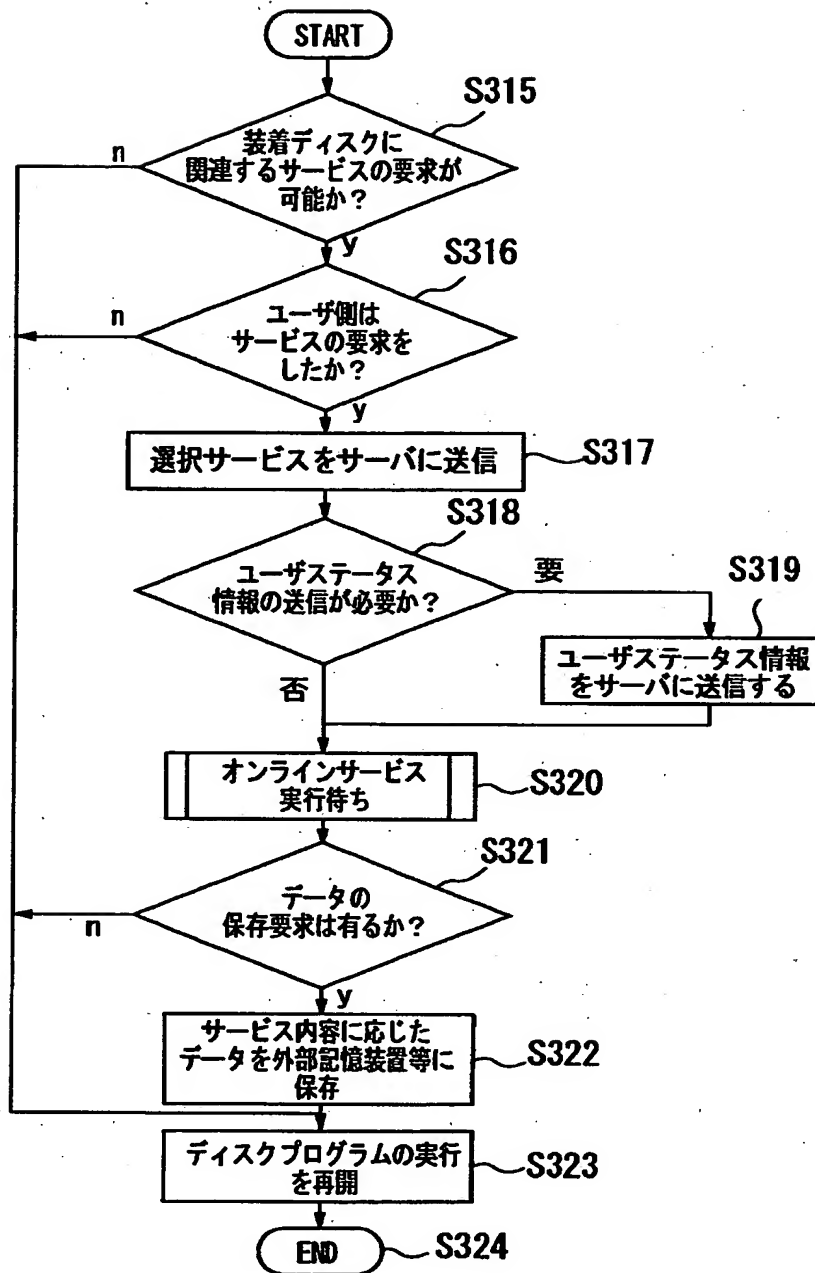 START
S315
装着ディスクに
関連するサービスの要求が
可能か？
n
y
S316
ユーザ側は
サービスの要求を
したか？
n
y
選択サービスをサーバに送信
S317
S318
ユーザステータス
情報の送信が必要か？
要
S319
ユーザステータス情報
をサーバに送信する
否
オンラインサービス
実行待ち
S320
S321
データの
保存要求は有るか？
n
y
サービス内容に応じた
データを外部記憶装置等に
保存
S322
ディスクプログラムの実行
を再開
S323
END
S324